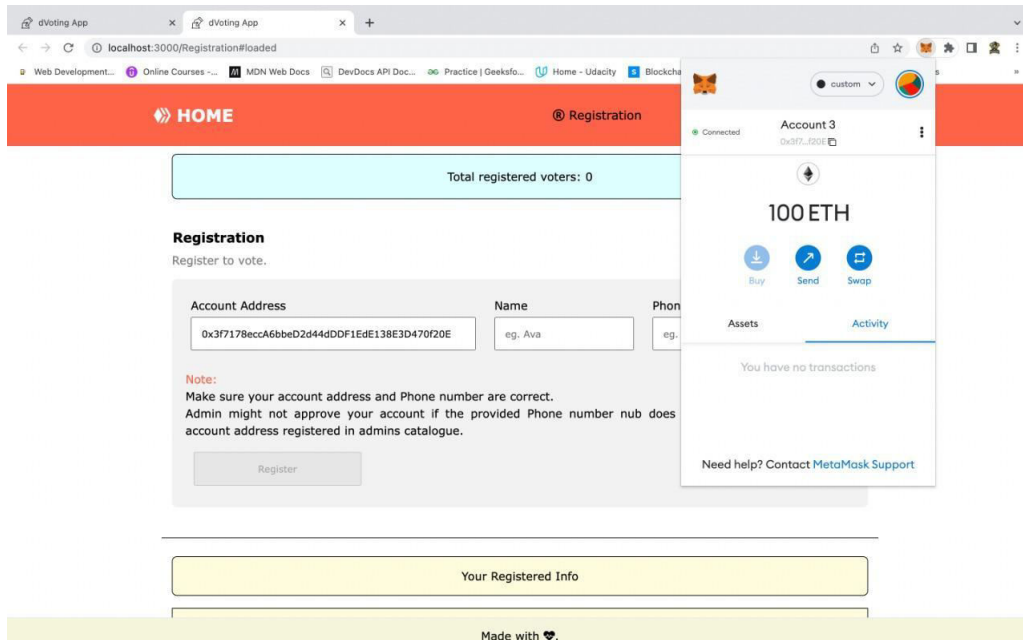 dVoting App
dVoting App
localhost:3000/Registration#loaded
Web Development... Online Courses -... MDN Web Docs DevDocs API Doc... Practice | Geeksfo... Home - Udacity Blockcha
HOME
® Registration
Total registered voters: 0
Registration
Register to vote.
Account Address Name Phon
0x3f7178eccA6bbeD2d44dDDF1EdE138E3D470f20E eg. Ava eg.
Note:
Make sure your account address and Phone number are correct.
Admin might not approve your account if the provided Phone number nub does
account address registered in admins catalogue.
Register
Your Registered Info
Made with
custom
Connected
Account 3
0x3f7...f20E
100 ETH
Buy Send Swap
Assets Activity
You have no transactions
Need help? Contact MetaMask Support